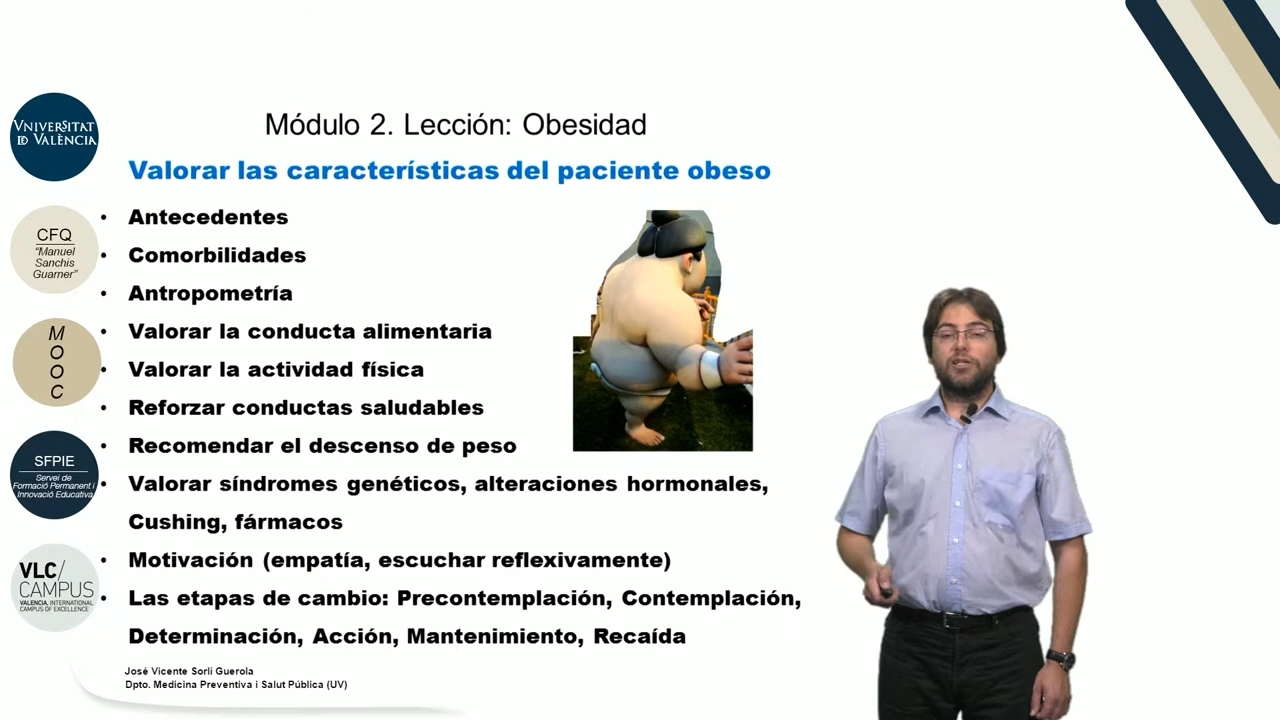 Módulo 2. Lección: Obesidad
Valorar las características del paciente obeso
• Antecedentes
• Comorbilidades
• Antropometría
• Valorar la conducta alimentaria
• Valorar la actividad física
• Reforzar conductas saludables
• Recomendar el descenso de peso
• Valorar síndromes genéticos, alteraciones hormonales,
Cushing, fármacos
• Motivación (empatía, escuchar reflexivamente)
• Las etapas de cambio: Precontemplación, Contemplación,
Determinación, Acción, Mantenimiento, Recaída
José Vicente Sorlí Guerola
Dpto. Medicina Preventiva i Salut Pública (UV)
VNIVERSITAT
ID VALÈNCIA
CFQ
"Manuel
Sanchis
Guarner"
M
O
O
C
SFPIE
Servei de
Formació Permanent i
Innovació Educativa
VLC/
CAMPUS
VALENCIA, INTERNATIONAL
CAMPUS OF EXCELLENCE